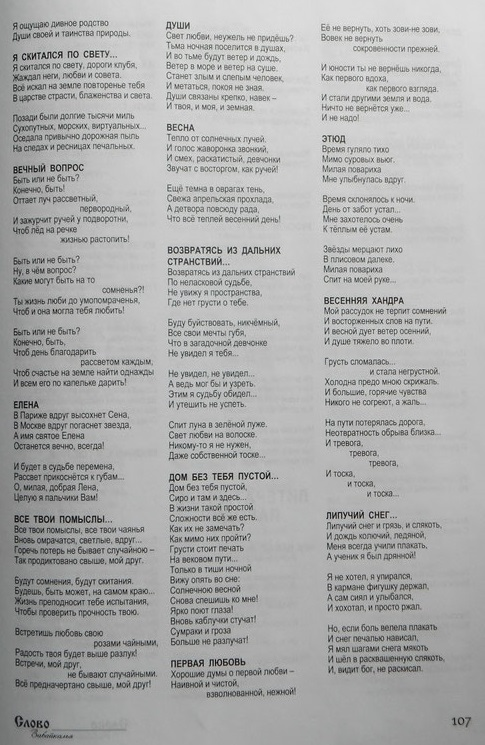 Я ощущаю дивное родство
Души своей и таинства природы.
Я СКИТАЛСЯ ПО СВЕТУ...
Я скитался по свету, дороги клубя,
Жаждал неги, любви и совета.
Всё искал на земле повторенье тебя
В царстве страсти, блаженства и света.
Позади были долгие тысячи миль
Сухопутных, морских, виртуальных...
Оседала привычно дорожная пыль
На следах и ресницах печальных.
ВЕЧНЫЙ ВОПРОС
Быть или не быть?
Конечно, быть!
Оттает луч рассветный,
первородный,
И зажурчит ручей у подворотни,
Чтоб лёд на речке
жизнью растопить!
Быть или не быть?
Ну, в чём вопрос?
Какие могут быть на то
сомненья?!
Ты жизнь люби до умопомраченья,
Чтоб и она могла тебя любить!
Быть или не быть?
Конечно, быть,
Чтоб день благодарить
рассветом каждым,
Чтоб счастье на земле найти однажды
И всем его по капельке дарить!
ЕЛЕНА
В Париже вдруг высохнет Сена,
В Москве вдруг погаснет звезда,
А имя святое Елена
Останется вечно, всегда!
И будет в судьбе перемена,
Рассвет прикоснётся к губам...
О, милая, добрая Лена,
Целую я пальчики Вам!
ВСЕ ТВОИ ПОМЫСЛЫ...
Все твои помыслы, все твои чаянья
Вновь омрачатся, светлые, вдруг...
Горечь потерь не бывает случайною –
Так продиктовано свыше, мой друг.
Будут сомнения, будут скитания.
Будешь, быть может, на самом краю...
Жизнь преподносит тебе испытания,
Чтобы проверить прочность твою.
Встретишь любовь свою
розами чайными,
Радость твоя будет выше разлук!
Встречи, мой друг,
не бывают случайными.
Всё предначертано свыше, мой друг!
ДУШИ
Свет любви, неужель не придёшь?
Тьма ночная поселится в душах,
И во тьме будут ветер и дождь,
Ветер в море и ветер на суше.
Станет злым и слепым человек,
И метаться, покоя не зная.
Души связаны крепко, навек –
И твоя, и моя, и земная.
ВЕСНА
Тепло от солнечных лучей.
И голос жаворонка звонкий,
И смех, раскатистый, девчонки
Звучат с восторгом, как ручей!
Ещё темна в оврагах тень,
Свежа апрельская прохлада,
А детвора повсюду рада,
Что всё теплей весенний день!
ВОЗВРАТЯСЬ ИЗ ДАЛЬНИХ
СТРАНСТВИЙ...
Возвратясь из дальних странствий
По неласковой судьбе,
Не увижу я пространства,
Где нет грусти о тебе.
Буду буйствовать, никчёмный,
Все свои мечты губя,
Что в загадочной девчонке
Не увидел я тебя...
Не увидел, не увидел...
А ведь мог бы и узреть.
Этим я судьбу обидел...
И утешить не успеть.
Спит луна в зелёной луже.
Свет любви на волоске.
Никому-то я не нужен,
Даже собственной тоске...
ДОМ БЕЗ ТЕБЯ ПУСТОЙ...
Дом без тебя пустой,
Сиро и там и здесь...
В жизни такой простой
Сложности всё же есть.
Как их не замечать?
Как мимо них пройти?
Грусти стоит печать
На вековом пути...
Только в тиши ночной
Вижу опять во сне:
Солнечною весной
Снова спешишь ко мне!
Ярко поют глаза!
Вновь каблучки стучат!
Сумраки и гроза
Больше не разлучат!
ПЕРВАЯ ЛЮБОВЬ
Хорошие думы о первой любви –
Наивной и чистой,
взволнованной, нежной!
Её не вернуть, хоть зови-не зови,
Вовек не вернуть
сокровенности прежней.
И юности ты не вернёшь никогда,
Как первого вдоха,
как первого взгляда.
И стали другими земля и вода.
Ничто не вернётся уже...
И не надо!
ЭТЮД
Время гуляло тихо
Мимо суровых вьюг.
Милая повариха
Мне улыбнулась вдруг.
Время склонялось к ночи.
День от забот устал...
Мне захотелось очень
К тёплым её устам.
Звёзды мерцают лихо
В плисовом далеке.
Милая повариха
Спит на моей руке...
ВЕСЕННЯЯ ХАНДРА
Мой рассудок не терпит сомнений
И восторженных слов на пути.
И весной дует ветер осенний,
И душе тяжело во плоти.
Грусть сломалась...
и стала негрустной.
Холодна предо мною скрижаль.
И большие, горячие чувства
Никого не согреют, а жаль...
На пути потерялась дорога,
Неотвратность обрыва близка...
И тревога,
тревога,
тревога,
И тоска,
и тоска,
и тоска...
ЛИПУЧИЙ СНЕГ...
Липучий снег и грязь, и слякоть,
И дождь колючий, ледяной,
Меня всегда учили плакать,
А ученик я был дрянной!
Я не хотел, я упирался,
В кармане фигушку держал,
А сам сиял и улыбался,
И хохотал, и просто ржал.
Но, если боль велела плакать
И снег печалью нависал,
Я мял шагами снега мякоть
И шёл в расквашенную слякоть,
И, видит бог, не раскисал.
Слово
Забайкалья
107